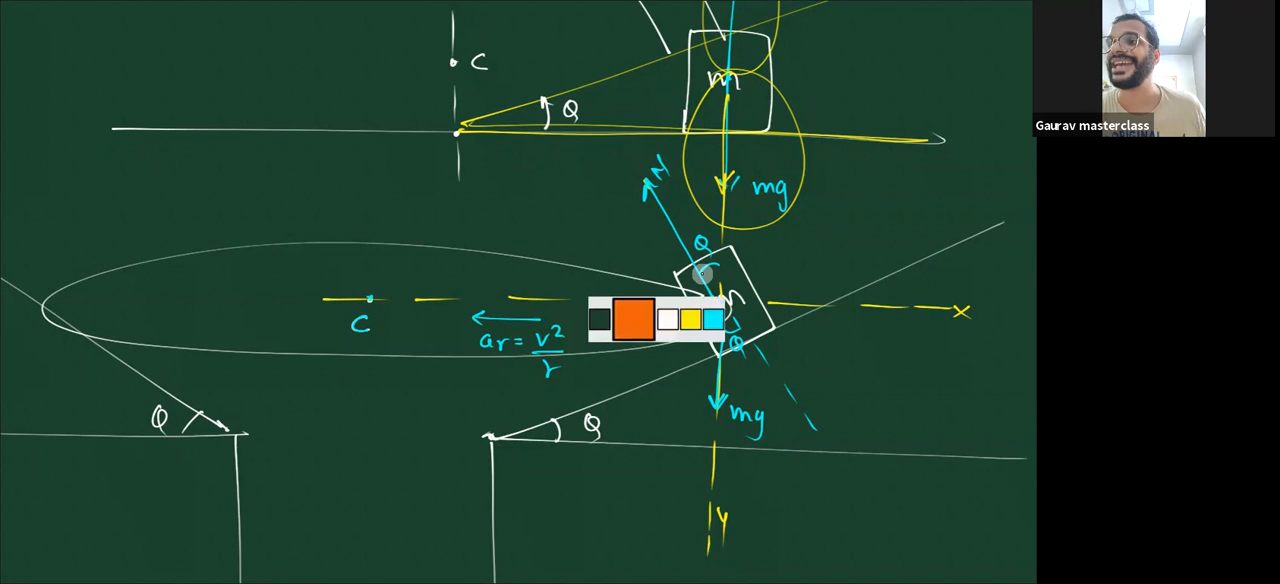 C
Q
m
mg
Gaurav masterclass
N
Q
m
x
C
ar = v²/r
Q
mg
Q
Q
y